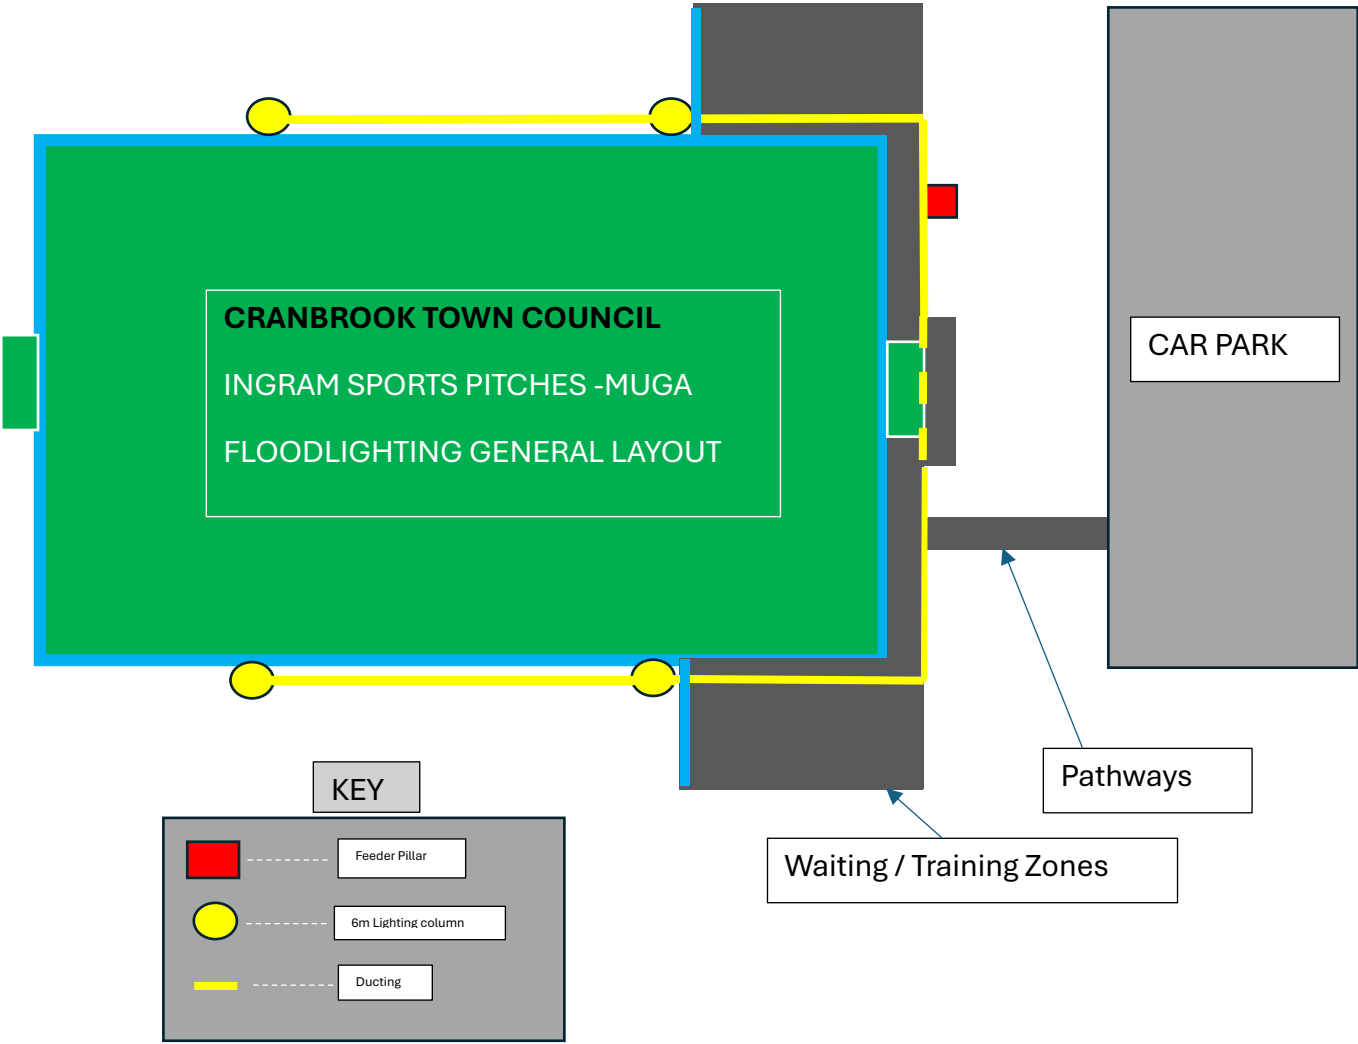 CRANBROOK TOWN COUNCIL
INGRAM SPORTS PITCHES -MUGA
FLOODLIGHTING GENERAL LAYOUT
CAR PARK
Pathways
Waiting / Training Zones
KEY
Feeder Pillar
6m Lighting column
Ducting